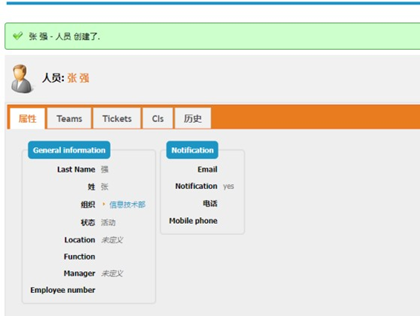 张 强 - 人员 创建了.
人员: 张 强
属性 Teams Tickets CIs 历史
General information
Last Name 强
姓 张
组织 信息技术部
状态 活动
Location 未定义
Function
Manager 未定义
Employee number
Notification
Email
Notification yes
电话
Mobile phone